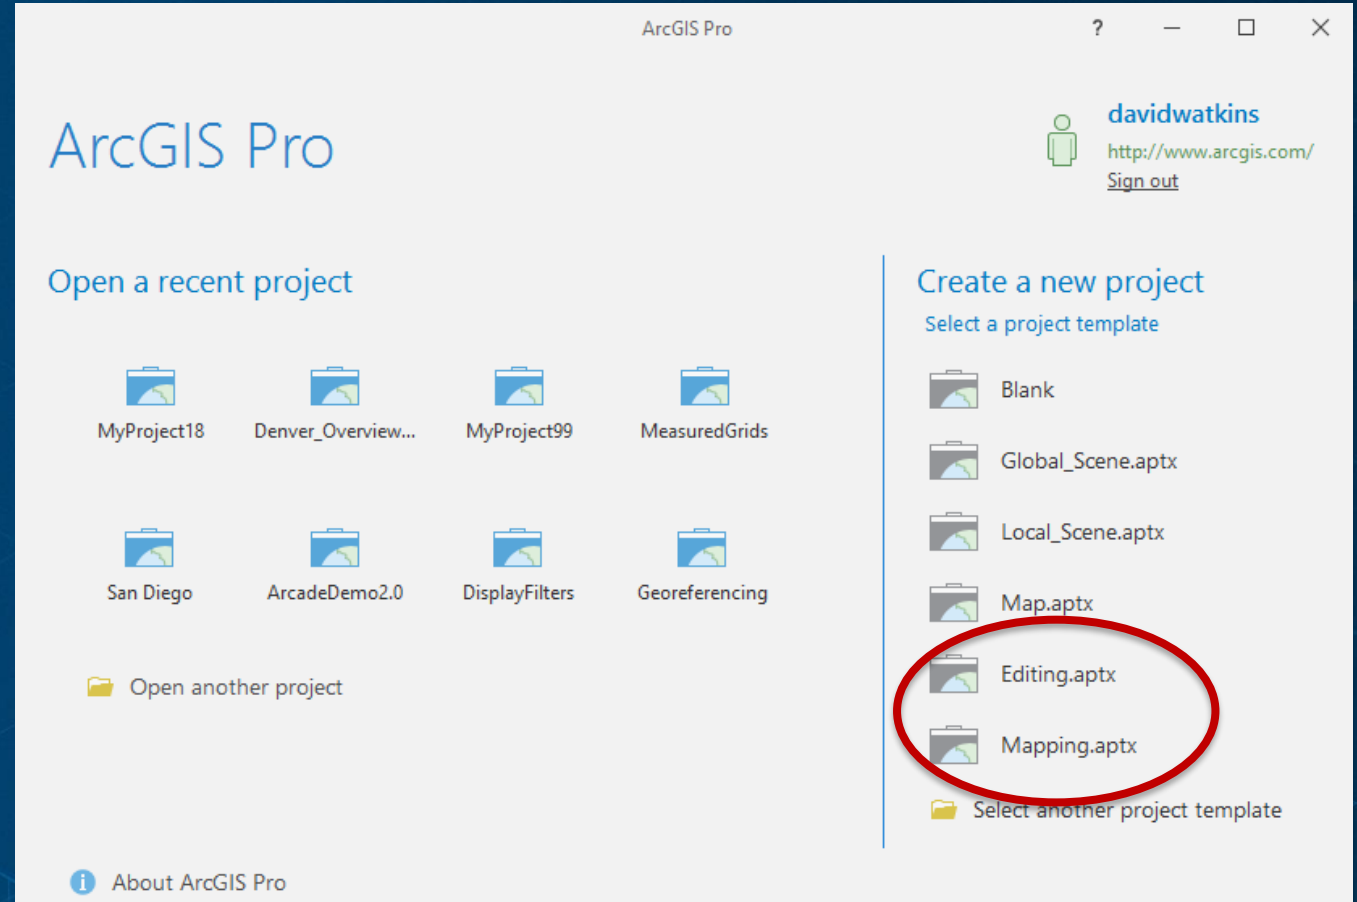 ArcGIS Pro
?
ArcGIS Pro
davidwatkins
http://www.arcgis.com/
Sign out
Open a recent project
MyProject18
Denver_Overview...
MyProject99
MeasuredGrids
San Diego
ArcadeDemo2.0
DisplayFilters
Georeferencing
Open another project
Create a new project
Select a project template
Blank
Global_Scene.aptx
Local_Scene.aptx
Map.aptx
Editing.aptx
Mapping.aptx
Select another project template
i
About ArcGIS Pro